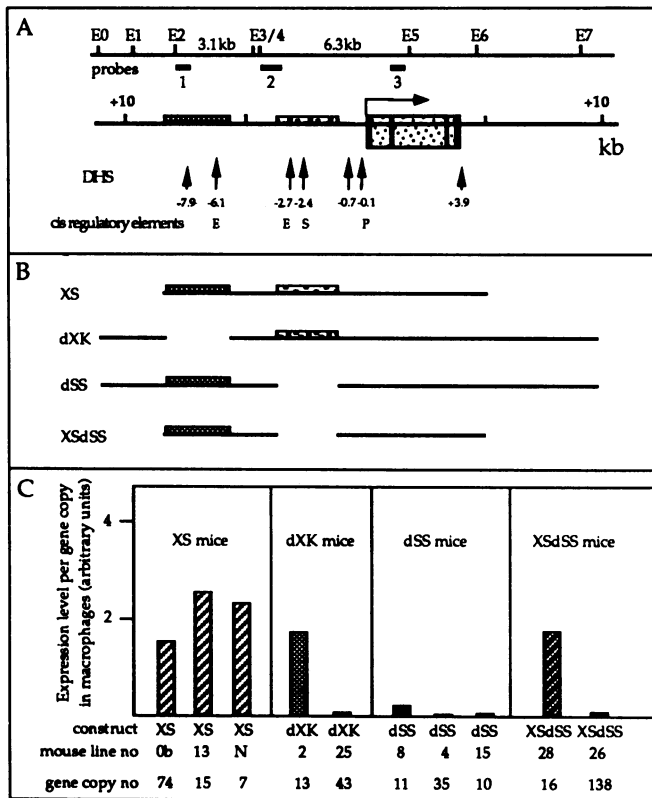 A
E0 E1 E2 3.1kb E3/4 6.3kb E5 E6 E7
probes
1 2 3
+10 +10
kb
DHS
-7.9 -6.1 -2.7 -2.4 -0.7 -0.1 +3.9
cis regulatory elements E E S P
B
XS
dXK
dSS
XSdSS
C
Expression level per gene copy
in macrophages (arbitrary units)
4
2
XS mice dXK mice dSS mice XSdSS mice
construct XS XS XS dXK dXK dSS dSS dSS XSdSS XSdSS
mouse line no 0b 13 N 2 25 8 4 15 28 26
gene copy no 74 15 7 13 43 11 35 10 16 138